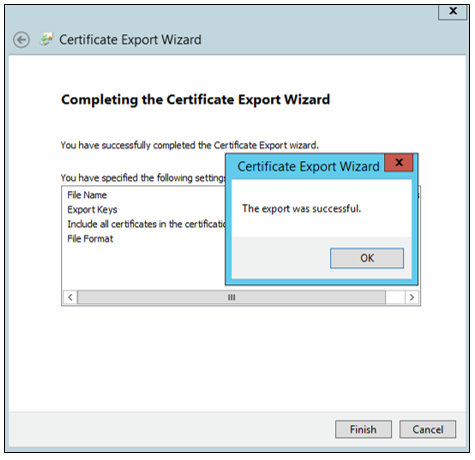 Certificate Export Wizard
Completing the Certificate Export Wizard
You have successfully completed the Certificate Export wizard.
You have specified the following
File Name
Export Keys
Include all certificates in the
File Format
Certificate Export Wizard
The export was successful.
OK
Finish
Cancel